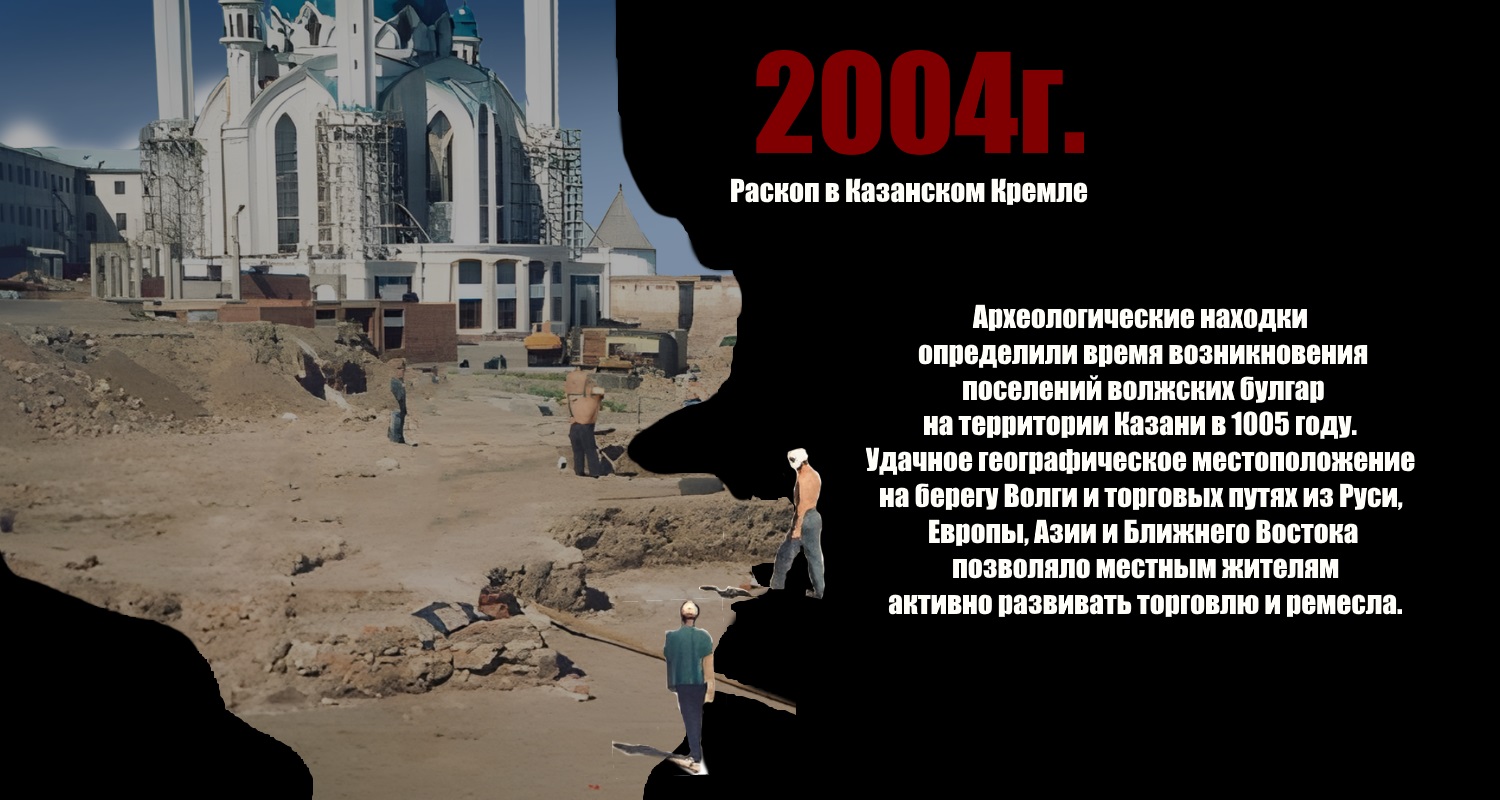 2004г.
Раскоп в Казанском Кремле
Археологические находки
определили время возникновения
поселений волжских булгар
на территории Казани в 1005 году.
Удачное географическое местоположение
на берегу Волги и торговых путях из Руси,
Европы, Азии и Ближнего Востока
позволяло местным жителям
активно развивать торговлю и ремесла.